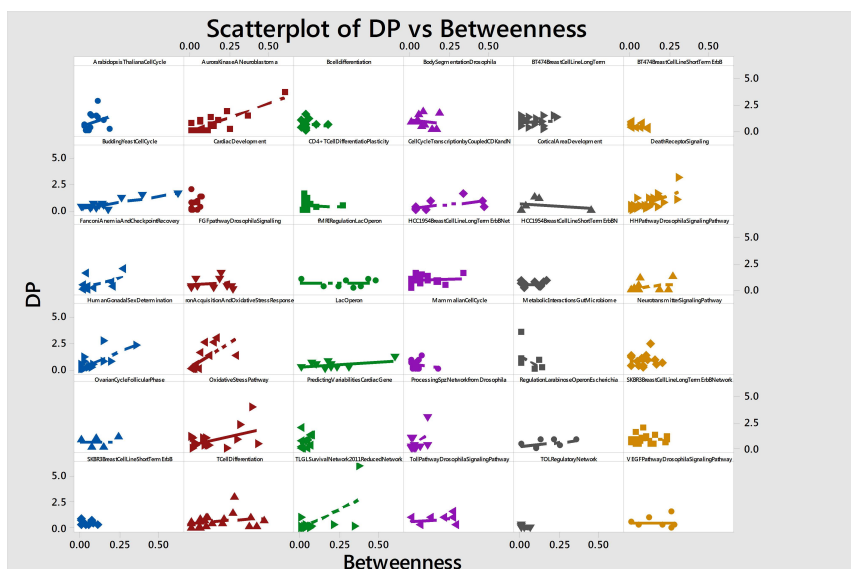 Scatterplot of DP vs Betweenness
0.00 0.25 0.50 0.00 0.25 0.50 0.00 0.25 0.50
ArabidopsisThalianaCellCycle AuroraKinaseANeuroblastoma Bcelldifferentiation BodySegmentationDrosophila BT474BreastCellLineLongTerm BT474BreastCellLineShortTermErbB
5.0
2.5
0.0
BuddingYeastCellCycle CardiacDevelopment CD4+TCellDifferentiatioPlasticity CellCycleTranscriptionbyCoupledCDKandN CorticalAreaDevelopment DeathReceptorSignaling
5.0
2.5
0.0
FanconiAnemiaAndCheckpointRecovery FGFpathwayDrosophilaSignalling fMRIRegulationLacOperon HCC1954BreastCellLineLongTermErbBNet HCC1954BreastCellLineShortTermErbBN HHPathwayDrosophilaSignalingPathway
5.0
2.5
0.0
HumanGonadalSexDetermination ronAcquisitionAndOxidativeStressResponse LacOperon MammalianCellCycle MetabolicInteractionsGutMicrobiome NeurotransmitterSignalingPathway
5.0
2.5
0.0
OvarianCycleFollicularPhase OxidativeStressPathway PredictingVariabilitiesCardiacGene ProcessingSpzNetworkfromDrosophila RegulationLarabinoseOperonEscherichia SKBR3BreastCellLineLongTermErbBNetwork
5.0
2.5
0.0
SKBR3BreastCellLineShortTermErbB TCellDifferentiation TLGLSurvivalNetwork2011ReducedNetwork TollPathwayDrosophilaSignalingPathway TOLRegulatoryNetwork VEGFPathwayDrosophilaSignalingPathway
5.0
2.5
0.0
0.00 0.25 0.50 0.00 0.25 0.50 0.00 0.25 0.50
Betweenness
DP